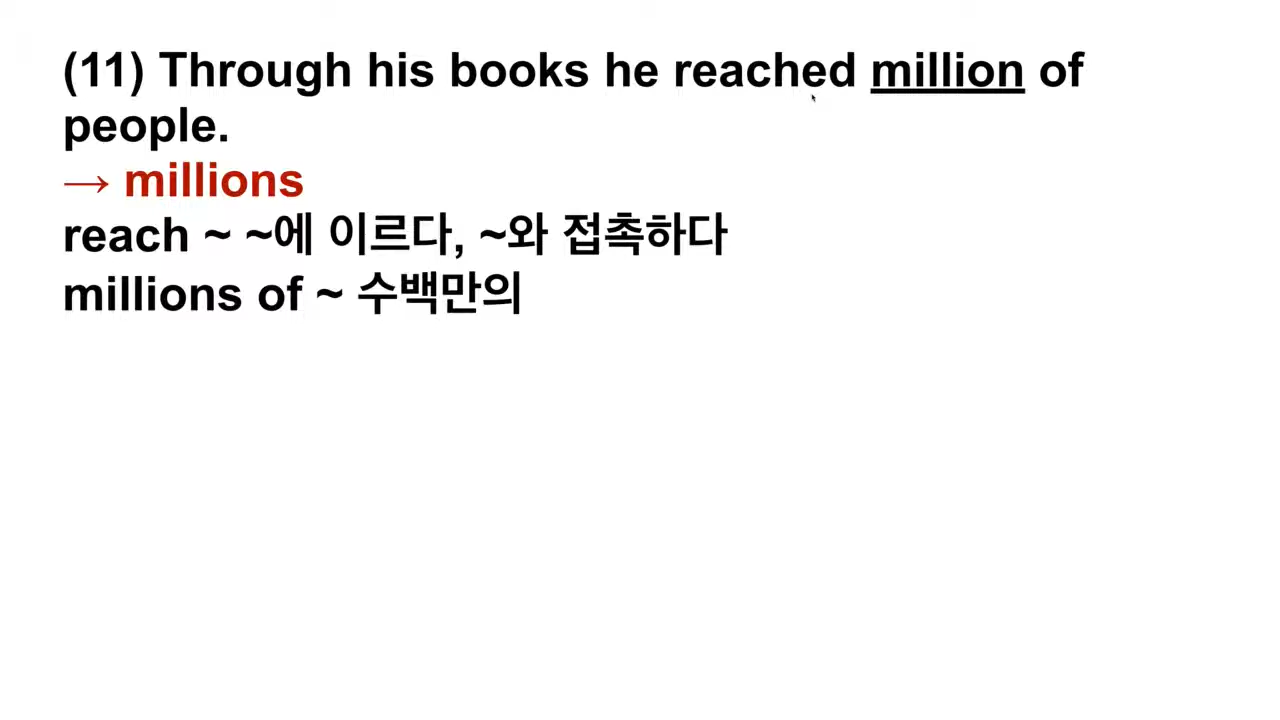 (11) Through his books he reached million of
people.
→ millions
reach ~ ~에 이르다, ~와 접촉하다
millions of ~ 수백만의